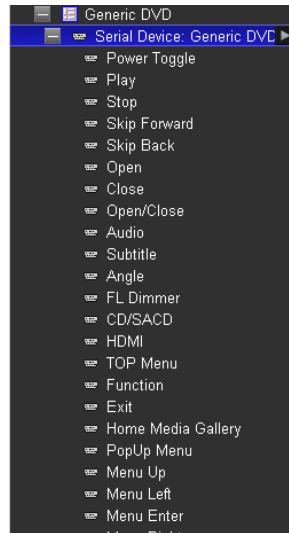 Generic DVD
Serial Device: Generic DVD
Power Toggle
Play
Stop
Skip Forward
Skip Back
Open
Close
Open/Close
Audio
Subtitle
Angle
FL Dimmer
CD/SACD
HDMI
TOP Menu
Function
Exit
Home Media Gallery
PopUp Menu
Menu Up
Menu Left
Menu Enter